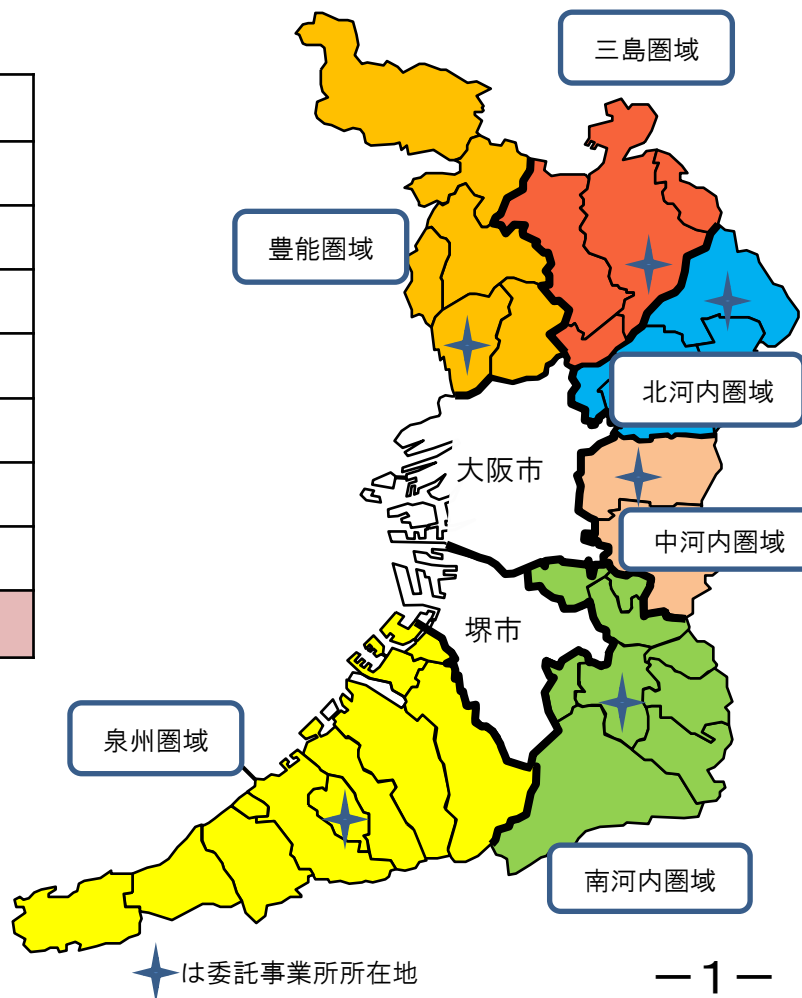 三島圏域
豊能圏域
北河内圏域
大阪市
中河内圏域
堺市
泉州圏域
南河内圏域
は委託事業所所在地
－1－